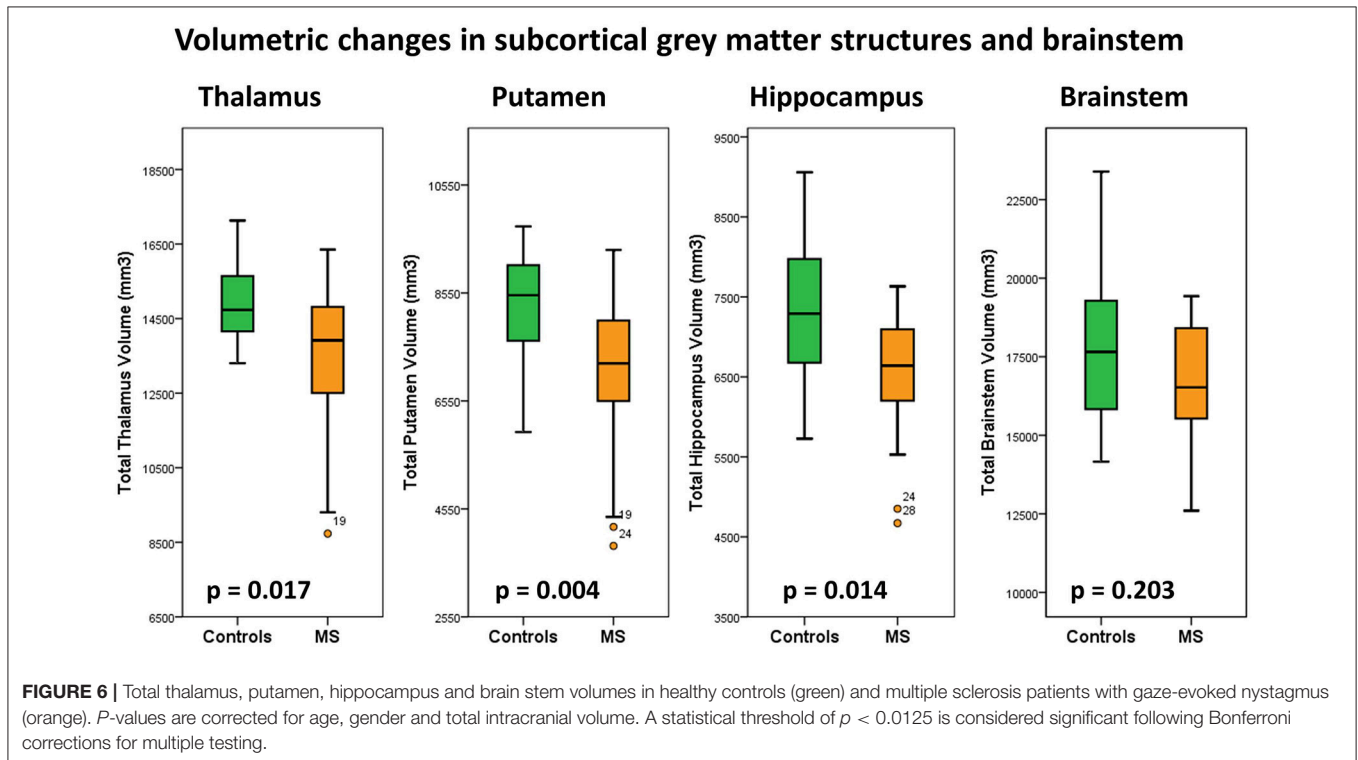 Volumetric changes in subcortical grey matter structures and brainstem
Thalamus
Total Thalamus Volume (mm3)
18500
16500
14500
12500
10500
8500
6500
19
p = 0.017
Controls MS
Putamen
Total Putamen Volume (mm3)
10550
8550
6550
4550
2550
19
24
p = 0.004
Controls MS
Hippocampus
Total Hippocampus Volume (mm3)
9500
8500
7500
6500
5500
4500
3500
24
28
p = 0.014
Controls MS
Brainstem
Total Brainstem Volume (mm3)
22500
20000
17500
15000
12500
10000
p = 0.203
Controls MS
FIGURE 6 | Total thalamus, putamen, hippocampus and brain stem volumes in healthy controls (green) and multiple sclerosis patients with gaze-evoked nystagmus
(orange). P-values are corrected for age, gender and total intracranial volume. A statistical threshold of p < 0.0125 is considered significant following Bonferroni
corrections for multiple testing.